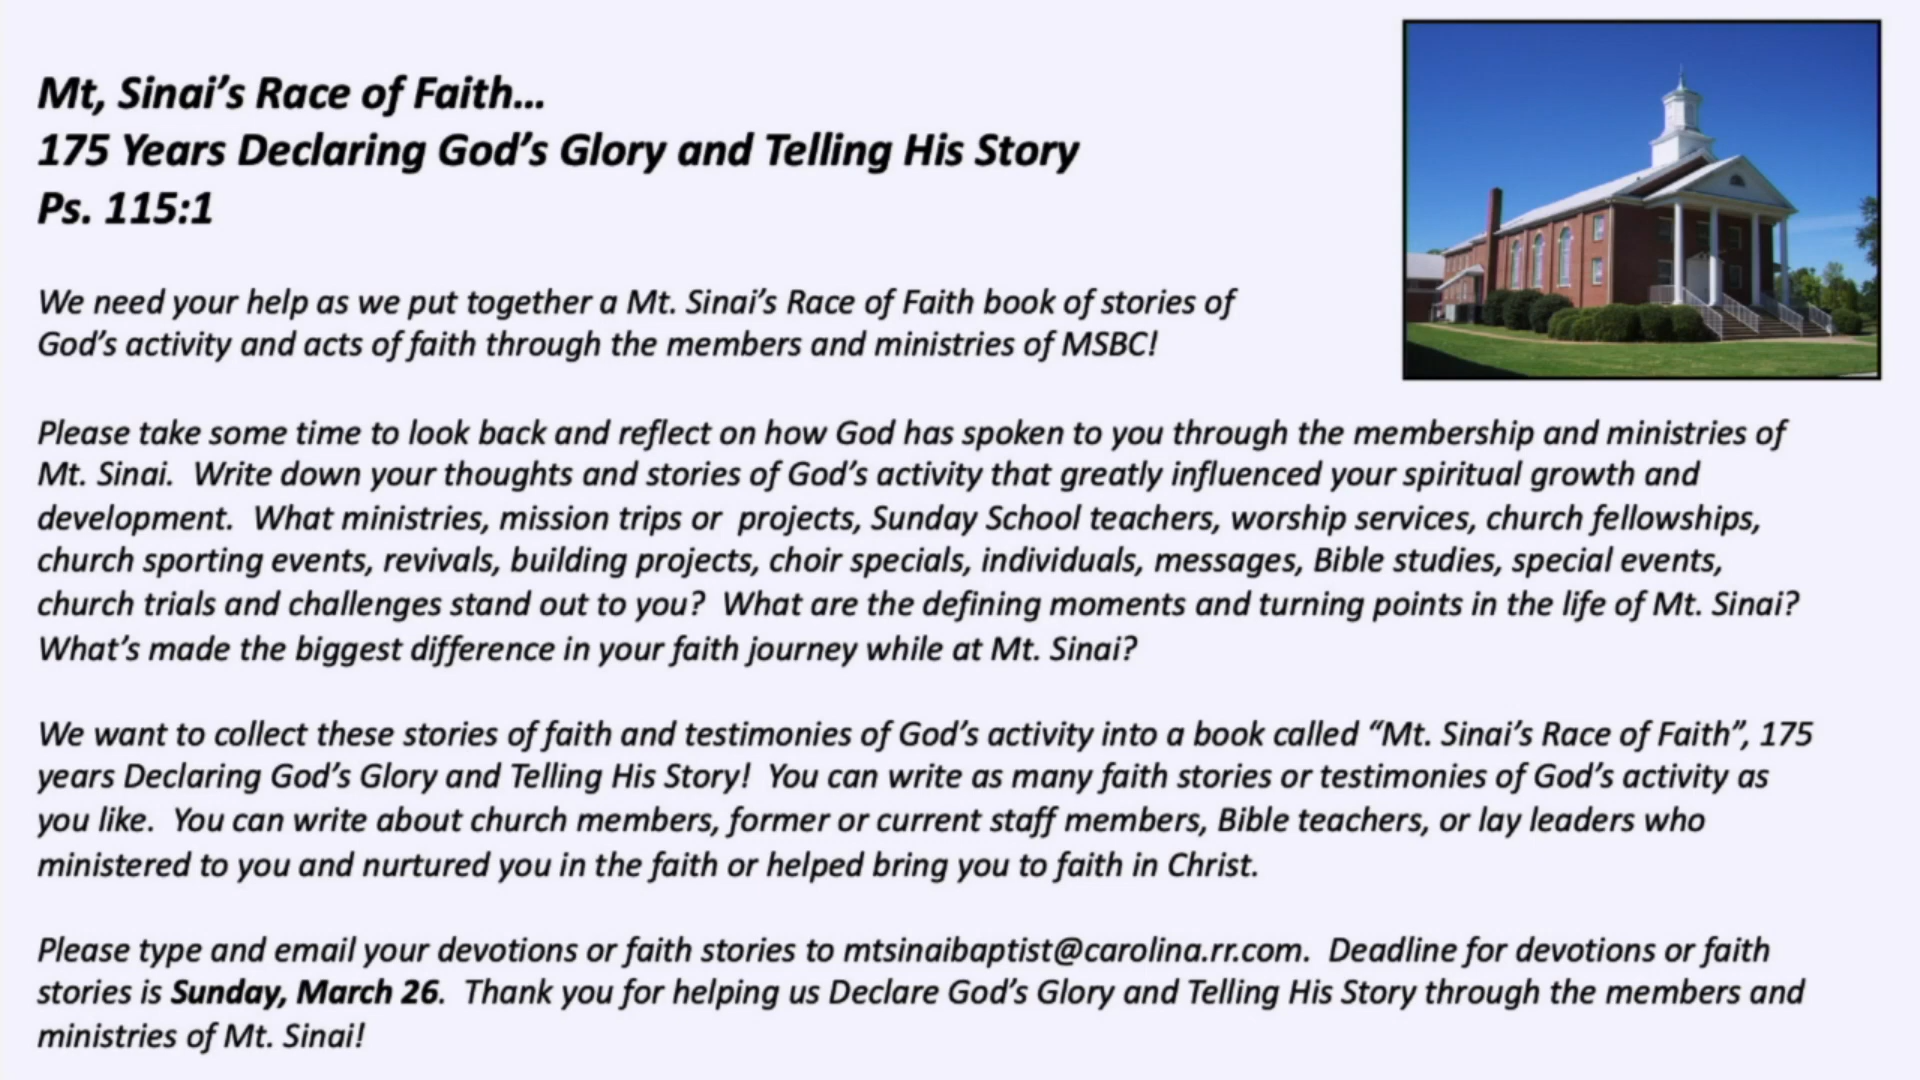 Mt, Sinai’s Race of Faith...
175 Years Declaring God’s Glory and Telling His Story
Ps. 115:1
We need your help as we put together a Mt. Sinai’s Race of Faith book of stories of
God’s activity and acts of faith through the members and ministries of MSBC!
Please take some time to look back and reflect on how God has spoken to you through the membership and ministries of
Mt. Sinai.  Write down your thoughts and stories of God’s activity that greatly influenced your spiritual growth and
development.  What ministries, mission trips or  projects, Sunday School teachers, worship services, church fellowships,
church sporting events, revivals, building projects, choir specials, individuals, messages, Bible studies, special events,
church trials and challenges stand out to you?  What are the defining moments and turning points in the life of Mt. Sinai?
What’s made the biggest difference in your faith journey while at Mt. Sinai?
We want to collect these stories of faith and testimonies of God’s activity into a book called “Mt. Sinai’s Race of Faith”, 175
years Declaring God’s Glory and Telling His Story!  You can write as many faith stories or testimonies of God’s activity as
you like.  You can write about church members, former or current staff members, Bible teachers, or lay leaders who
ministered to you and nurtured you in the faith or helped bring you to faith in Christ.
Please type and email your devotions or faith stories to mtsinaibaptist@carolina.rr.com.  Deadline for devotions or faith
stories is Sunday, March 26.  Thank you for helping us Declare God’s Glory and Telling His Story through the members and
ministries of Mt. Sinai!